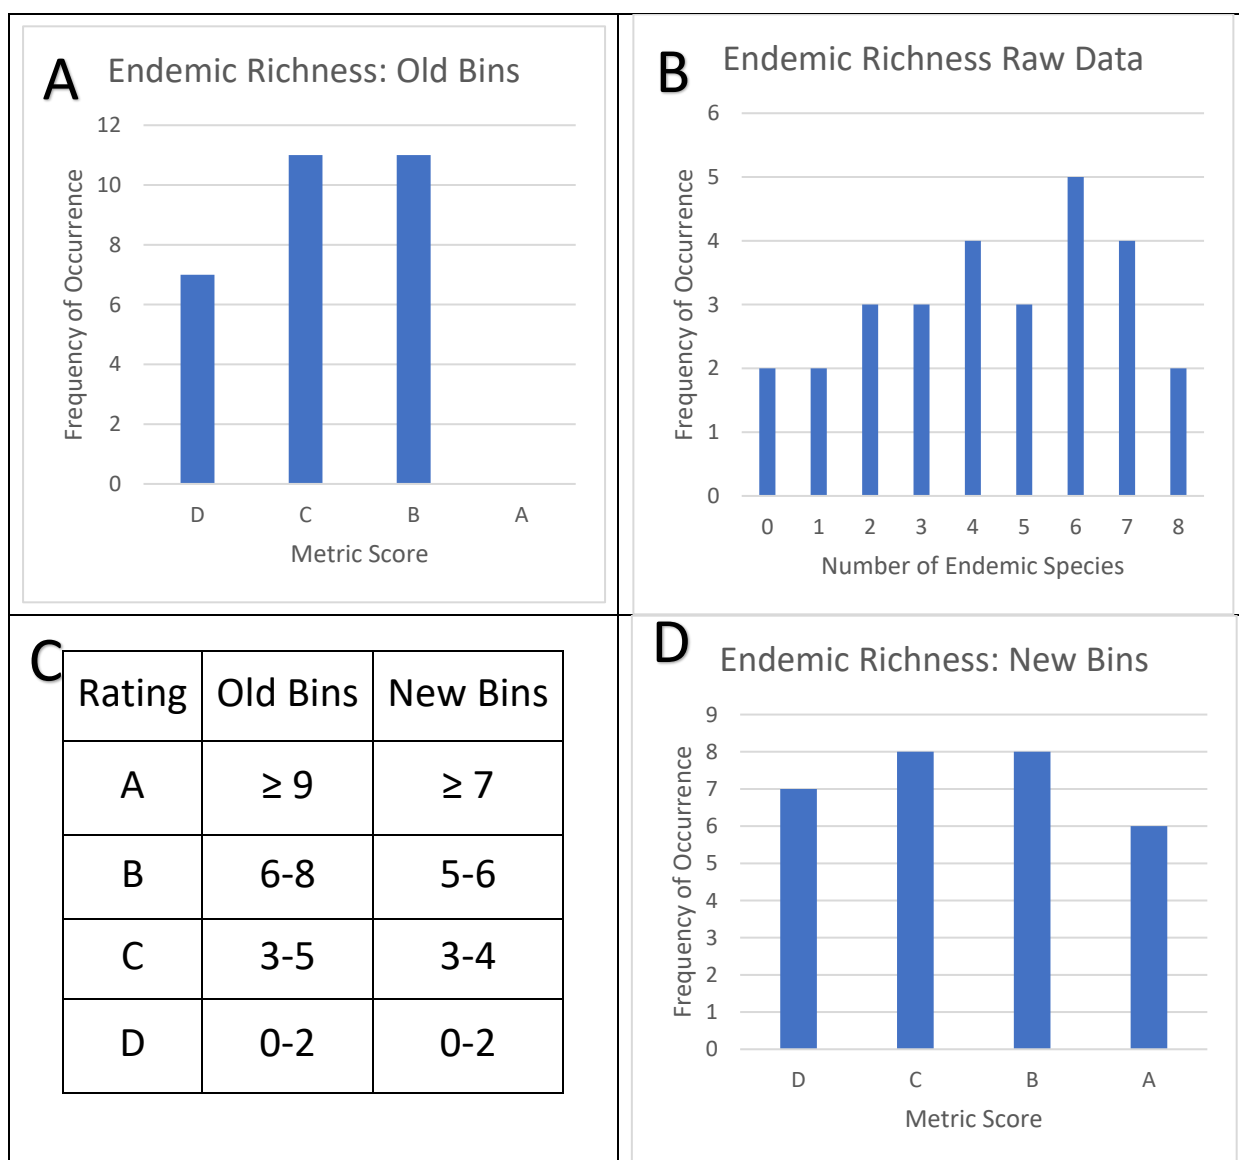 A
Endemic Richness: Old Bins
12
10
8
6
4
2
0
Frequency of Occurrence
D C B A
Metric Score
B
Endemic Richness Raw Data
6
5
4
3
2
1
0
Frequency of Occurrence
0 1 2 3 4 5 6 7 8
Number of Endemic Species
C
Rating Old Bins New Bins
A ≥ 9 ≥ 7
B 6-8 5-6
C 3-5 3-4
D 0-2 0-2
D
Endemic Richness: New Bins
9
8
7
6
5
4
3
2
1
0
Frequency of Occurrence
D C B A
Metric Score